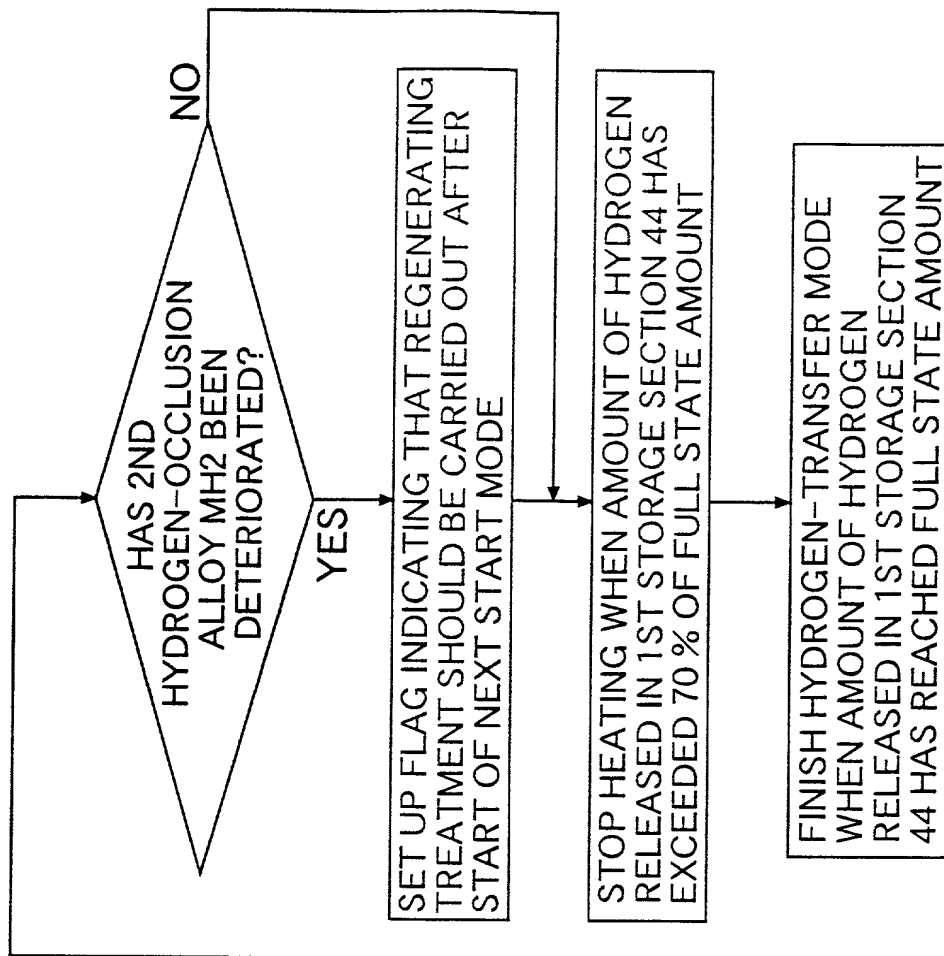 HAS 2ND
HYDROGEN-OCCLUSION
ALLOY MH2 BEEN
DETERIORATED?
NO
YES
SET UP FLAG INDICATING THAT REGENERATING
TREATMENT SHOULD BE CARRIED OUT AFTER
START OF NEXT START MODE
STOP HEATING WHEN AMOUNT OF HYDROGEN
RELEASED IN 1ST STORAGE SECTION 44 HAS
EXCEEDED 70% OF FULL STATE AMOUNT
FINISH HYDROGEN-TRANSFER MODE
WHEN AMOUNT OF HYDROGEN
RELEASED IN 1ST STORAGE SECTION
44 HAS REACHED FULL STATE AMOUNT